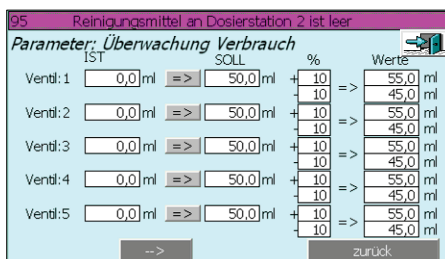 95 Reinigungsmittel an Dosierstation 2 ist leer
Parameter: Überwachung Verbrauch
IST SOLL % Werte
Ventil:1 0,0 ml => 50,0 ml + 10 => 55,0 ml
- 10 45,0 ml
Ventil:2 0,0 ml => 50,0 ml + 10 => 55,0 ml
- 10 45,0 ml
Ventil:3 0,0 ml => 50,0 ml + 10 => 55,0 ml
- 10 45,0 ml
Ventil:4 0,0 ml => 50,0 ml + 10 => 55,0 ml
- 10 45,0 ml
Ventil:5 0,0 ml => 50,0 ml + 10 => 55,0 ml
- 10 45,0 ml
--> zurück